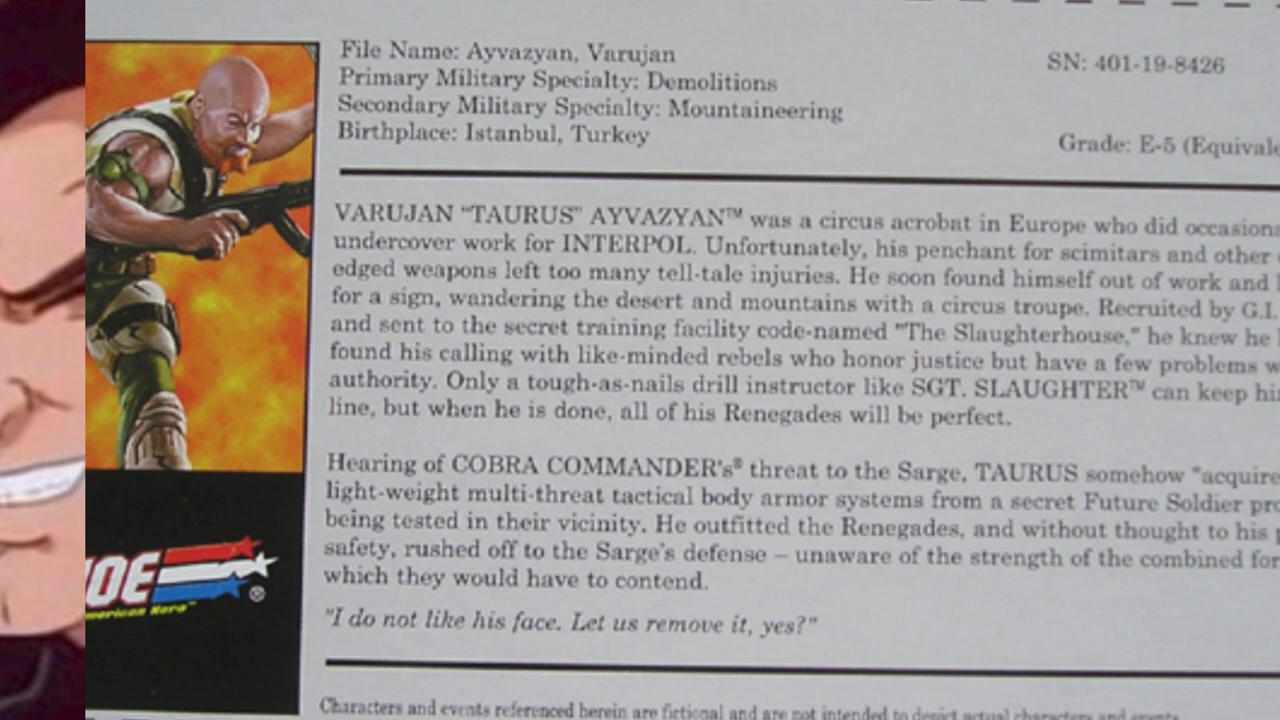 File Name: Ayvazyan, Varujan
SN: 401-19-8426
Primary Military Specialty: Demolitions
Secondary Military Specialty: Mountaineering
Birthplace: Istanbul, Turkey
Grade: E-5 (Equivale
VARUJAN "TAURUS" AYVAZYAN™ was a circus acrobat in Europe who did occasiona
undercover work for INTERPOL. Unfortunately, his penchant for scimitars and other
edged weapons left too many tell-tale injuries. He soon found himself out of work and
for a sign, wandering the desert and mountains with a circus troupe. Recruited by G.I.
and sent to the secret training facility code-named "The Slaughterhouse," he knew he
found his calling with like-minded rebels who honor justice but have a few problems w
authority. Only a tough-as-nails drill instructor like SGT. SLAUGHTER™ can keep hi
line, but when he is done, all of his Renegades will be perfect.
Hearing of COBRA COMMANDER's® threat to the Sarge, TAURUS somehow "acquire
light-weight multi-threat tactical body armor systems from a secret Future Soldier pro
being tested in their vicinity. He outfitted the Renegades, and without thought to his p
safety, rushed off to the Sarge's defense – unaware of the strength of the combined for
which they would have to contend.
"I do not like his face. Let us remove it, yes?"
OE
American Hero™
®
Characters and events referenced herein are fictional and are not intended to depict actual characters and events